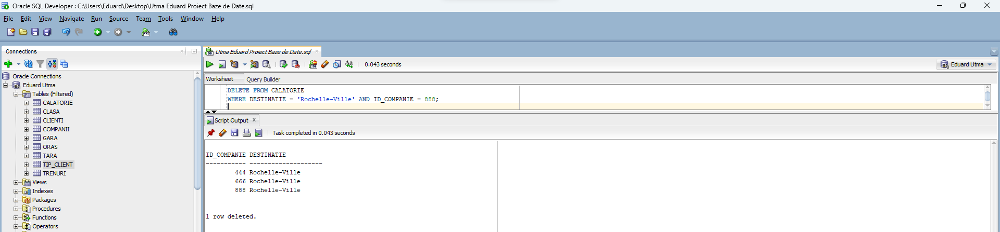 Oracle SQL Developer : C:\Users\Eduard\Desktop\Utma Eduard Proiect Baze de Date.sql
File Edit View Navigate Run Source Team Tools Window Help
Connections
Oracle Connections
Eduard Utma
Tables (Filtered)
CALATORIE
CLASA
CLIENTI
COMPANII
GARA
ORAS
TARA
TIP_CLIENT
TRENURI
Views
Indexes
Packages
Procedures
Functions
Operators
Utma Eduard Proiect Baze de Date.sql
0.043 seconds
Eduard Utma
Worksheet Query Builder
DELETE FROM CALATORIE
WHERE DESTINATIE = 'Rochelle-Ville' AND ID_COMPANIE = 888;
Script Output x
Task completed in 0.043 seconds
ID_COMPANIE DESTINATIE
----------- --------------------
444 Rochelle-Ville
666 Rochelle-Ville
888 Rochelle-Ville
1 row deleted.